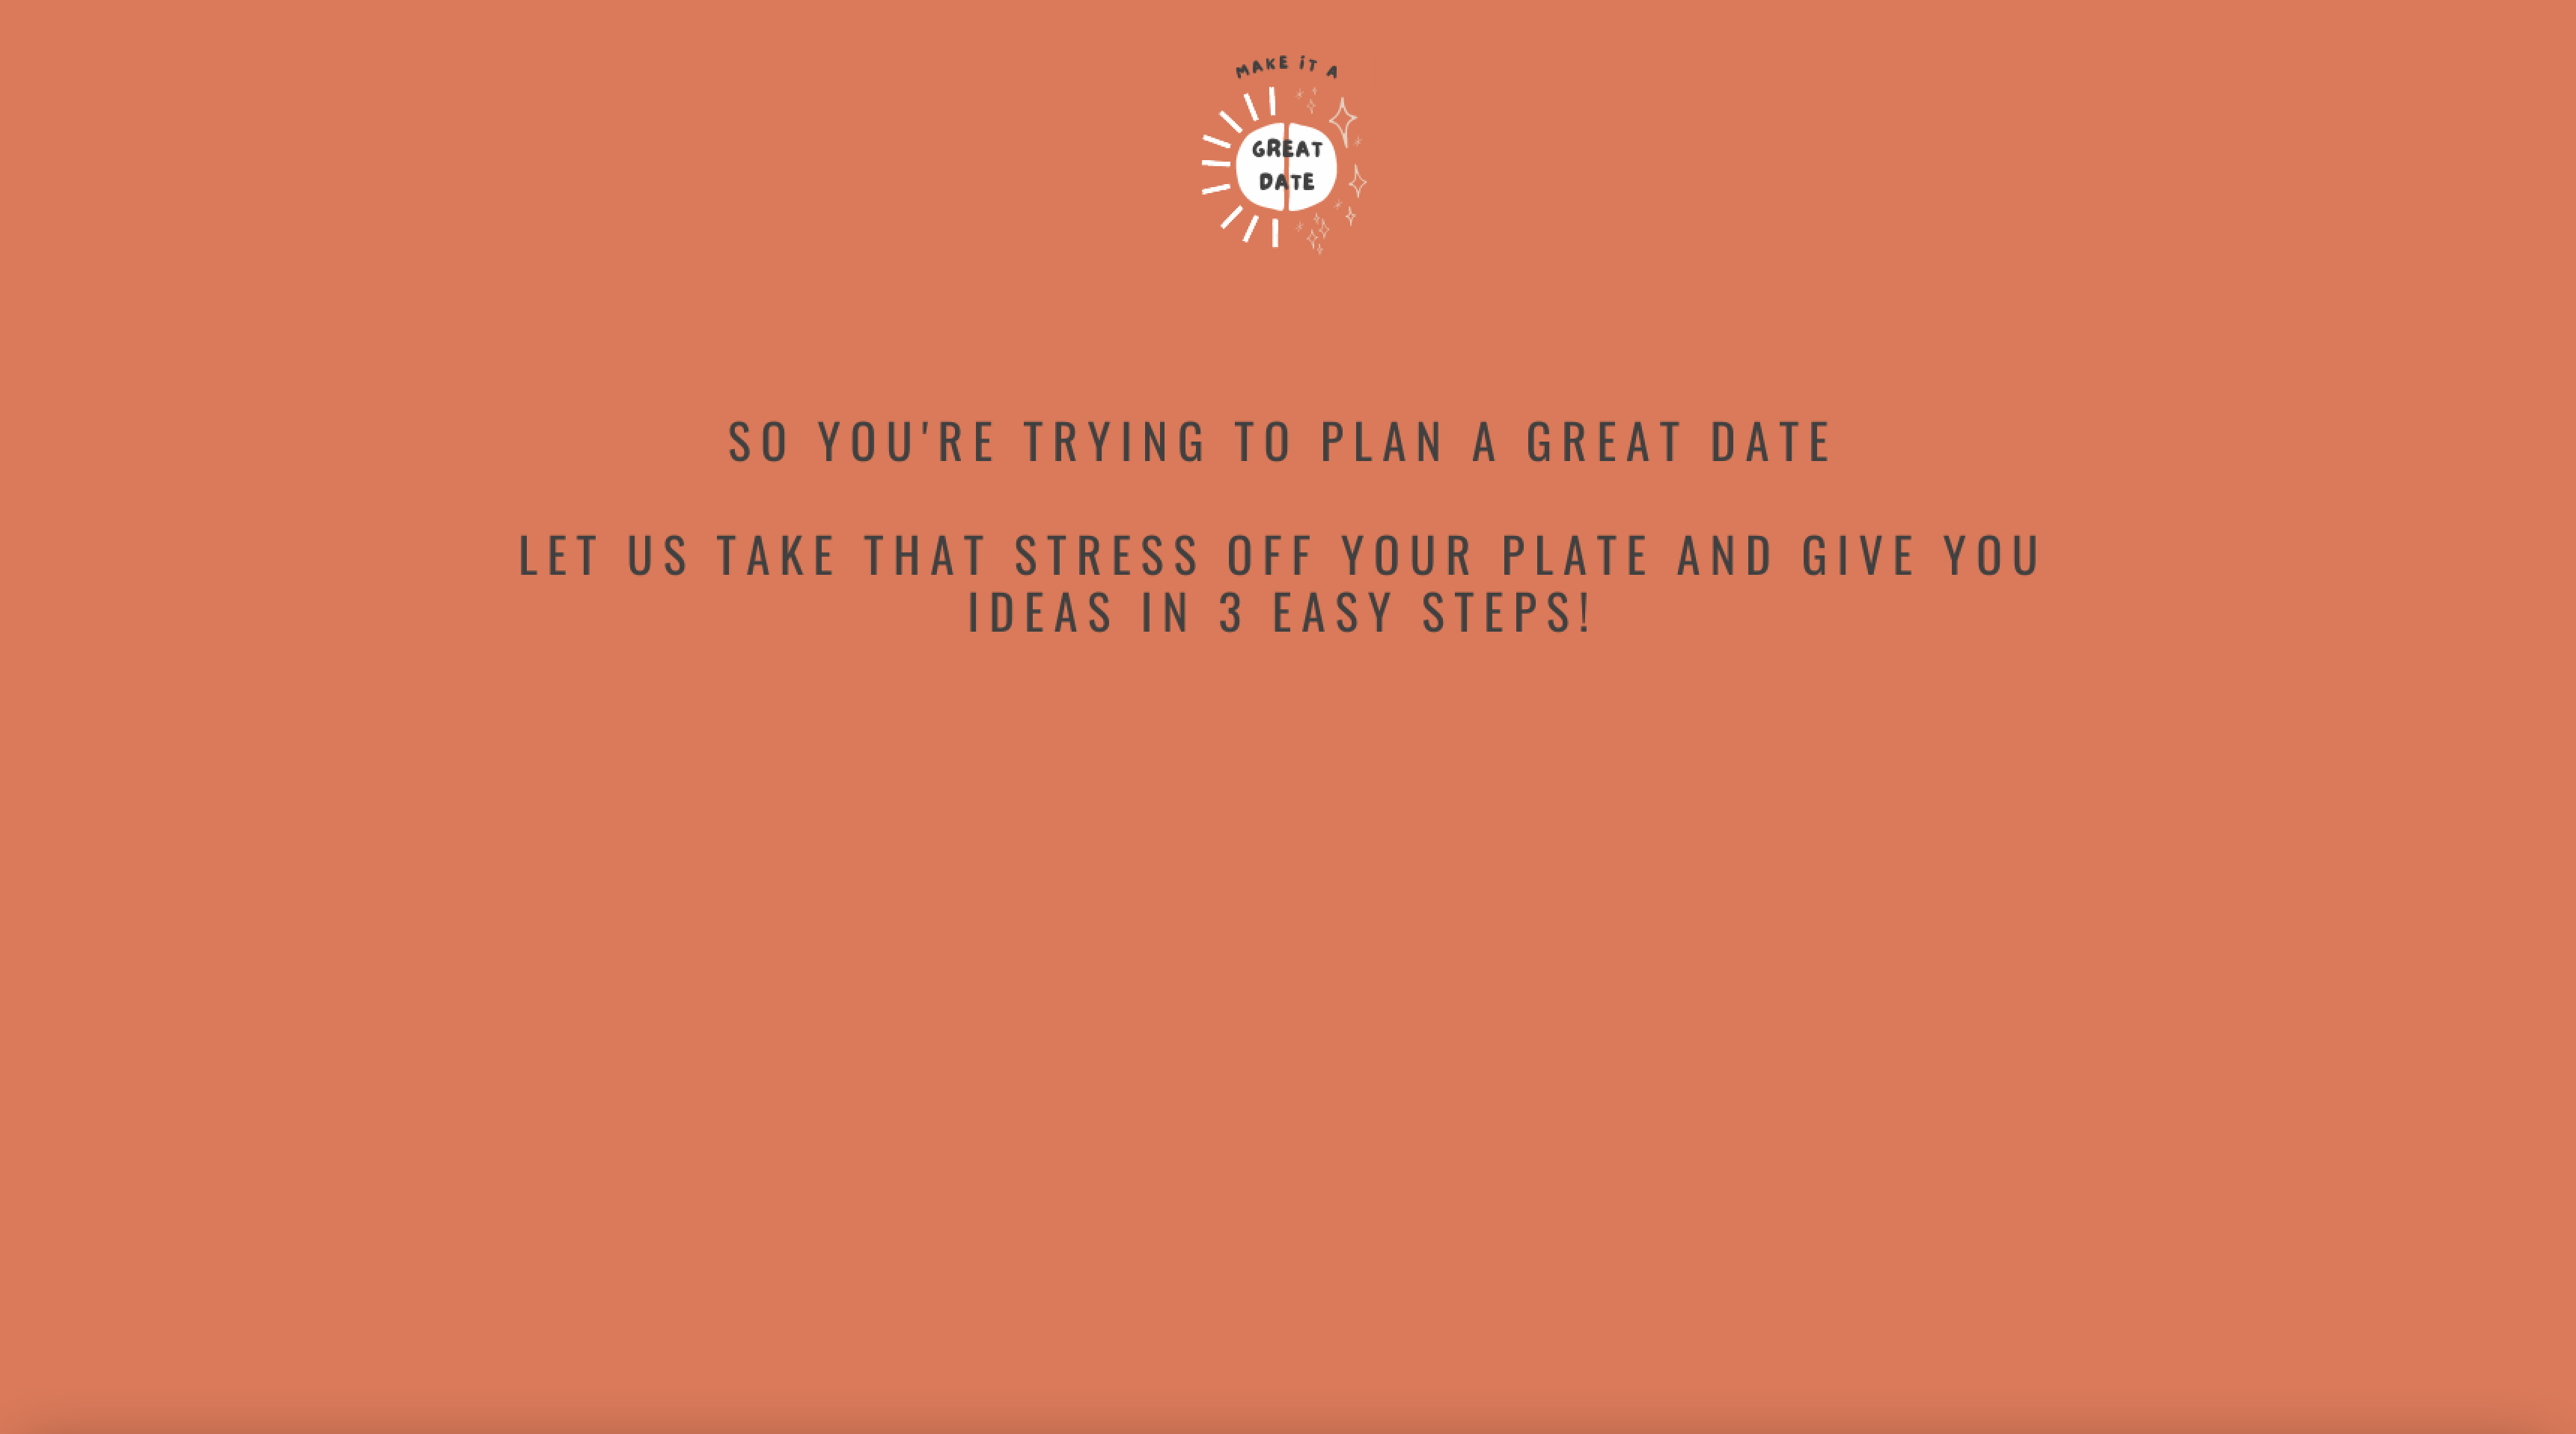 MAKE iT A
GREAT
DATE
SO YOU'RE TRYING TO PLAN A GREAT DATE
LET US TAKE THAT STRESS OFF YOUR PLATE AND GIVE YOU
IDEAS IN 3 EASY STEPS!